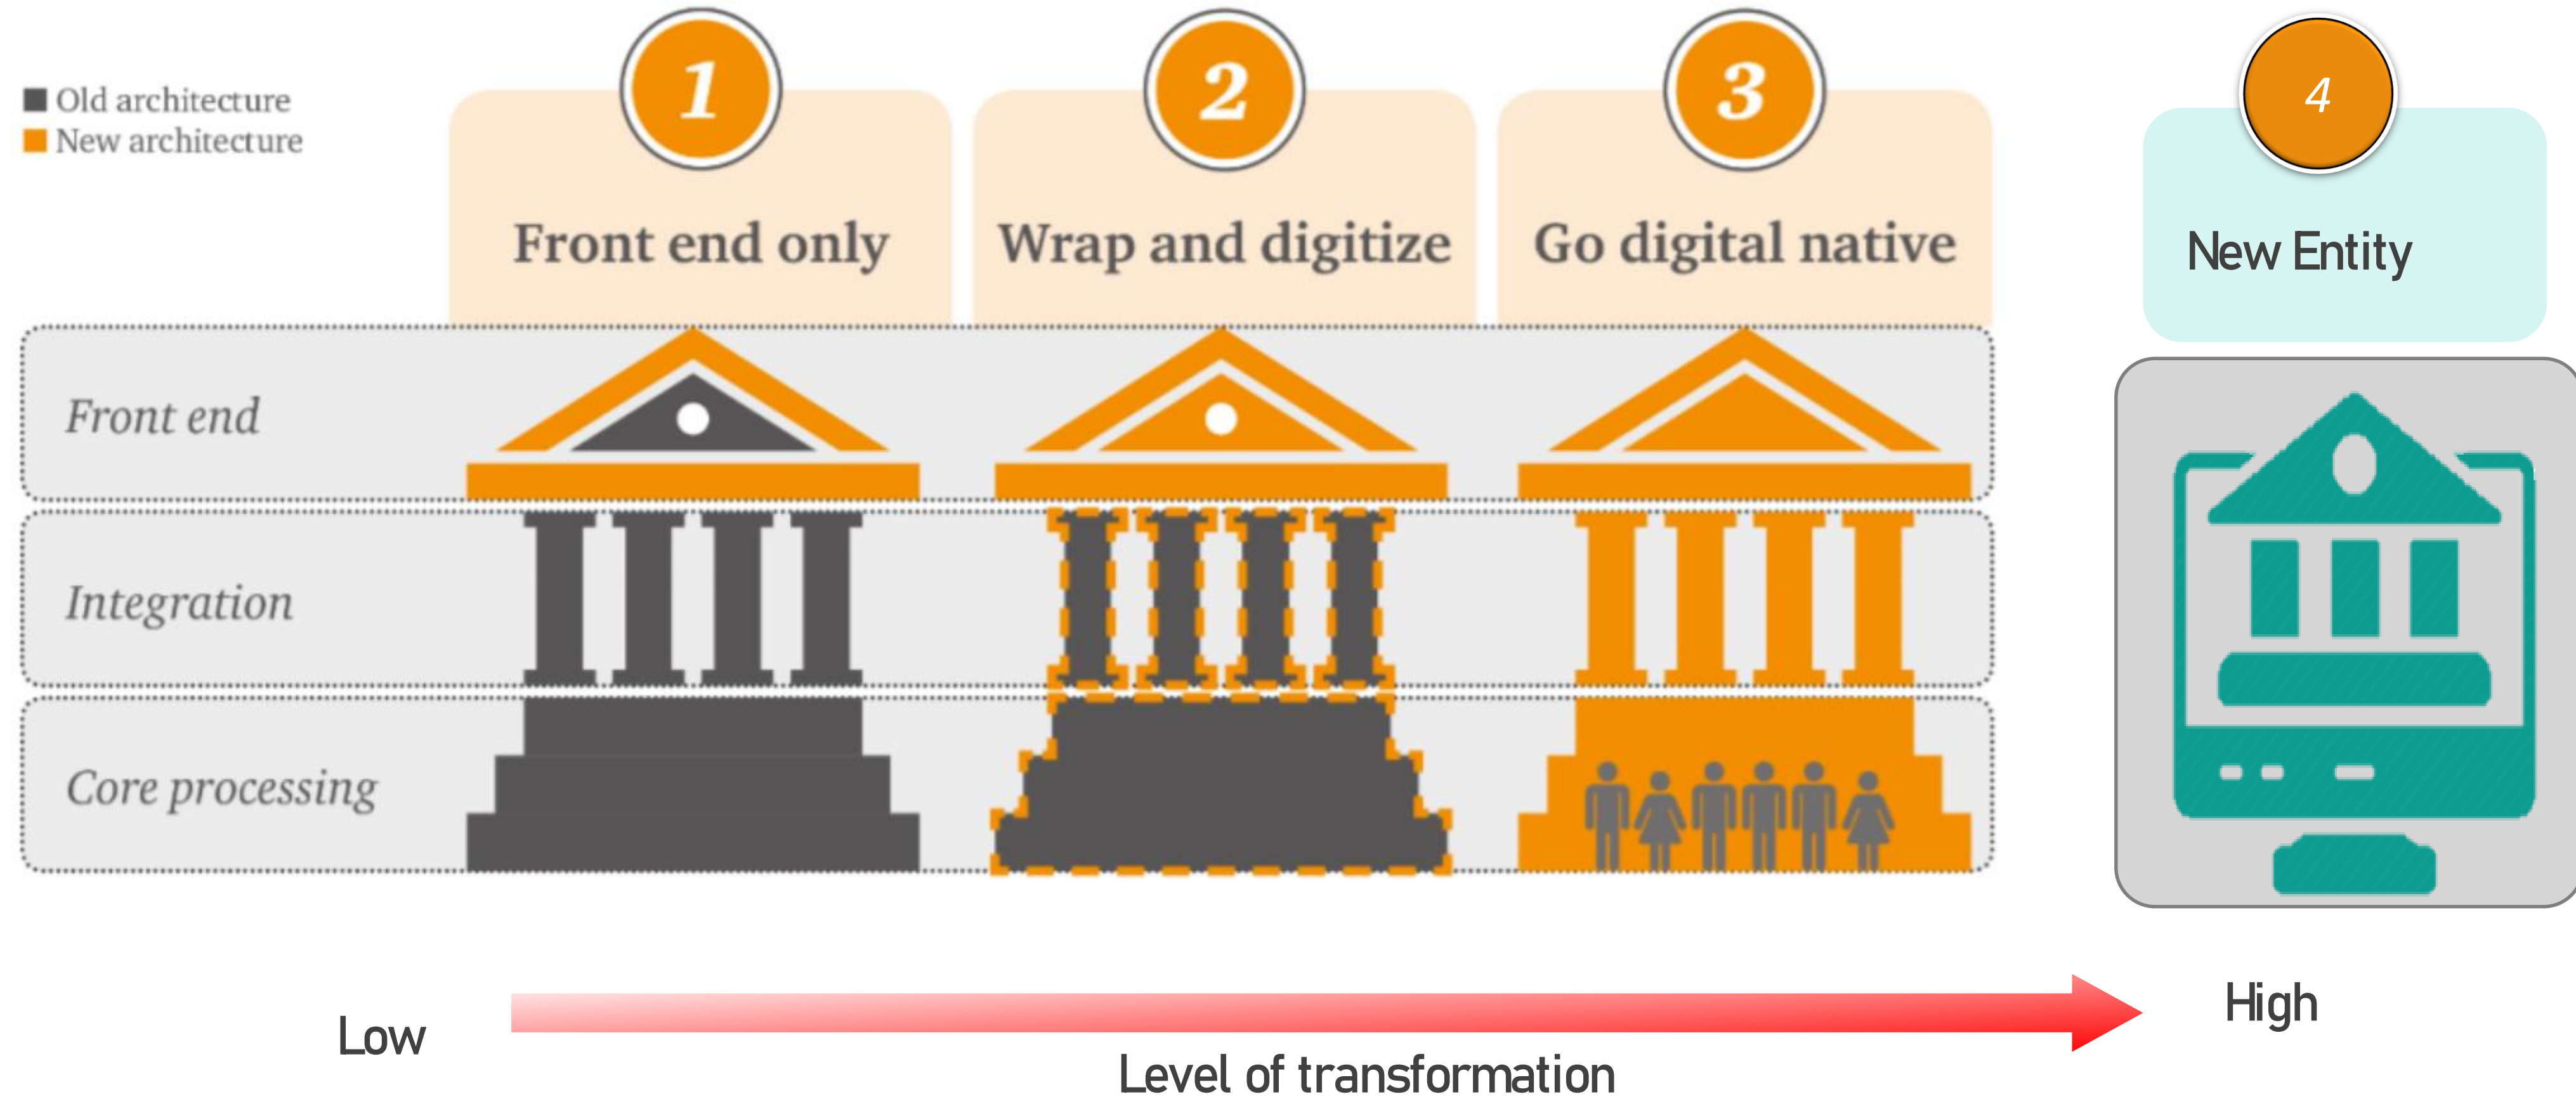 1
2
3
4
Old architecture
New architecture
Front end only
Wrap and digitize
Go digital native
New Entity
Front end
Integration
Core processing
Low
High
Level of transformation